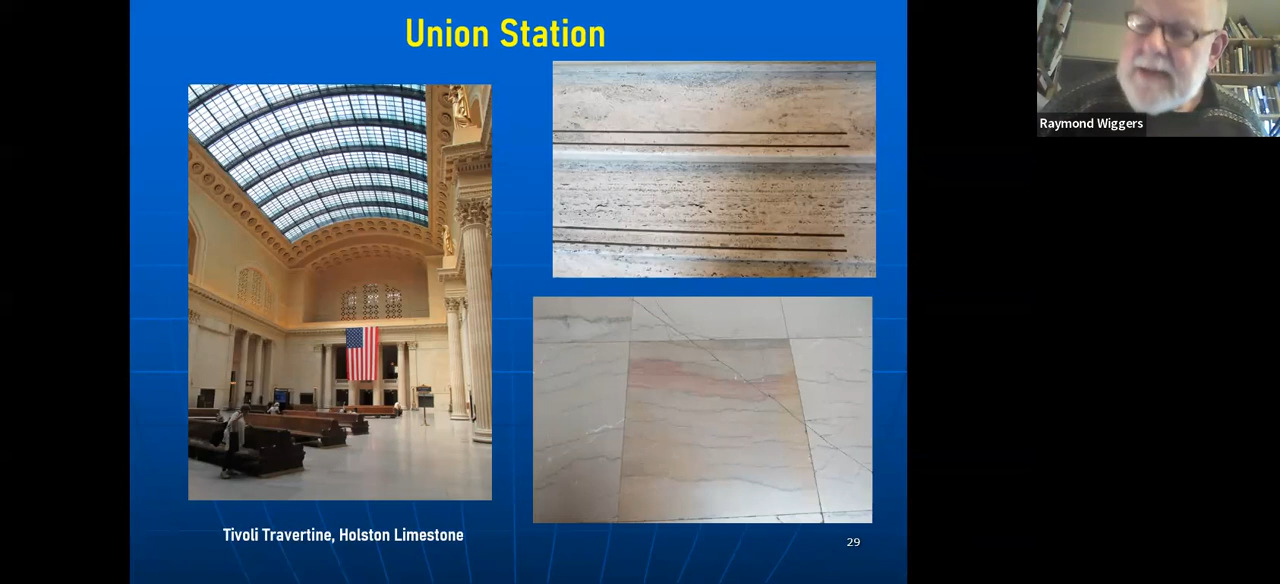 Union Station
Raymond Wiggers
Tivoli Travertine, Holston Limestone
29